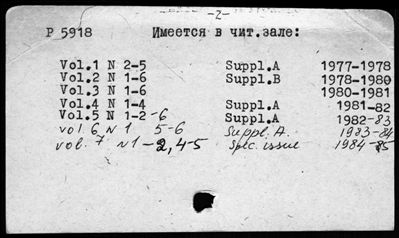 -2-
P 5918 Имеется в чит.зале:
Vol.1 N 2-5 Suppl.A 1977-1978
Vol.2 N 1-6 Suppl.B 1978-1980
Vol.3 N 1-6 1980-1981
Vol.4 N 1-4 Suppl.A 1981-82
Vol.5 N 1-2-6 Suppl.A 1982-83
vol 6 N 1 5-6 Suppl. A. 1983-84
vol. 7 N1-2,4-5 Spec. issue 1984-85